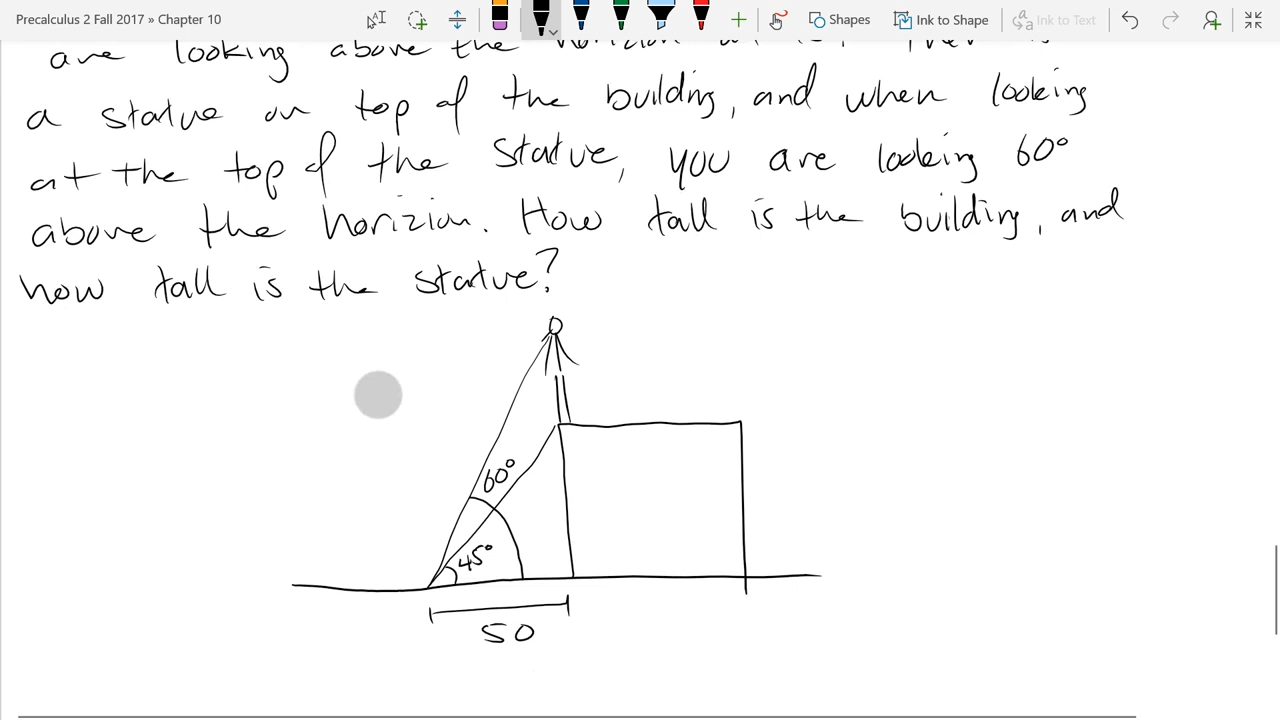 Precalculus 2 Fall 2017 » Chapter 10
Shapes
Ink to Shape
Ink to Text
are looking above the
a statue on top of the building, and when looking
at the top of the statue, you are looking 60°
above the horizion. How tall is the building, and
how tall is the statue?
60°
45°
50